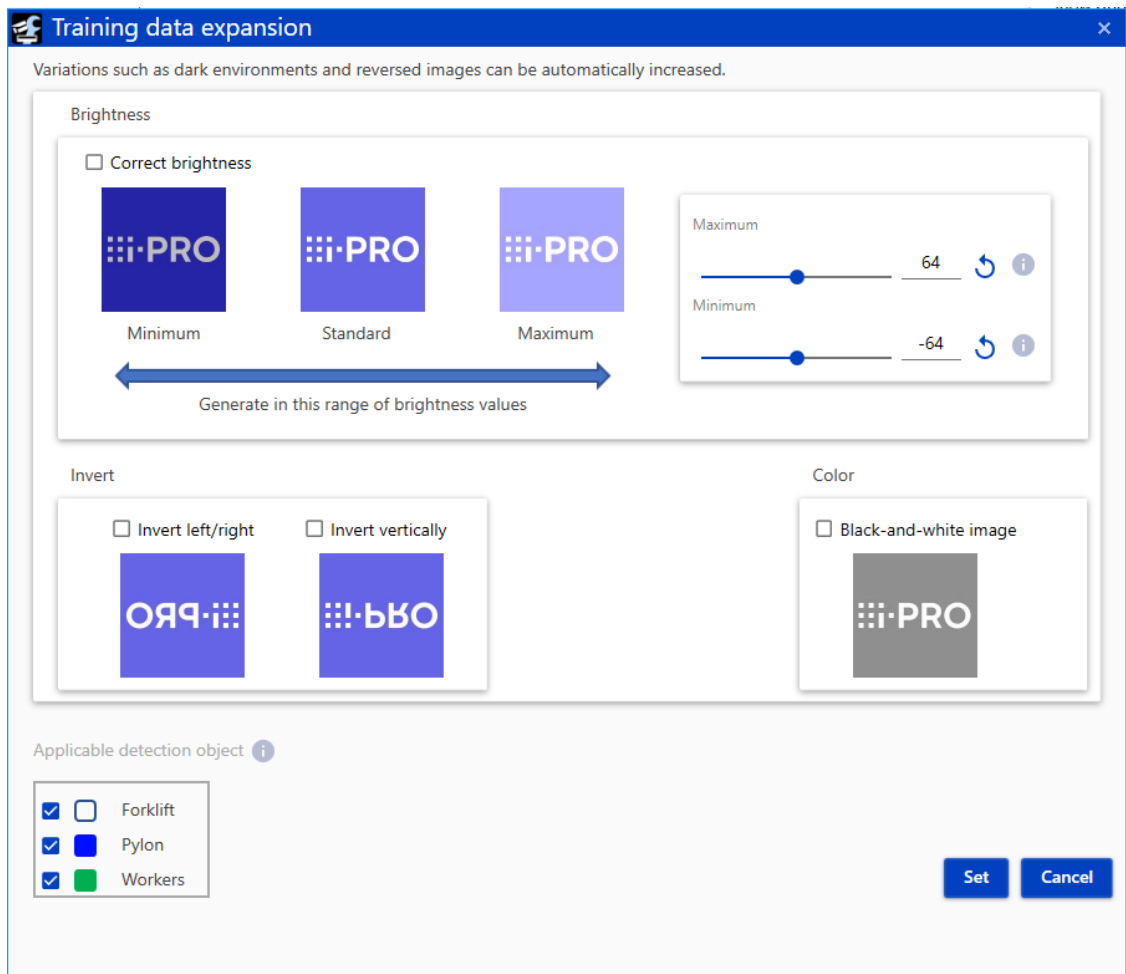 Training data expansion
Variations such as dark environments and reversed images can be automatically increased.
Brightness
Correct brightness
i-PRO
i-PRO
i-PRO
Minimum
Standard
Maximum
Generate in this range of brightness values
Maximum
64
Minimum
-64
Invert
Color
Invert left/right
Invert vertically
Black-and-white image
i-PRO
i-PRO
i-PRO
Applicable detection object
Forklift
Pylon
Workers
Set
Cancel